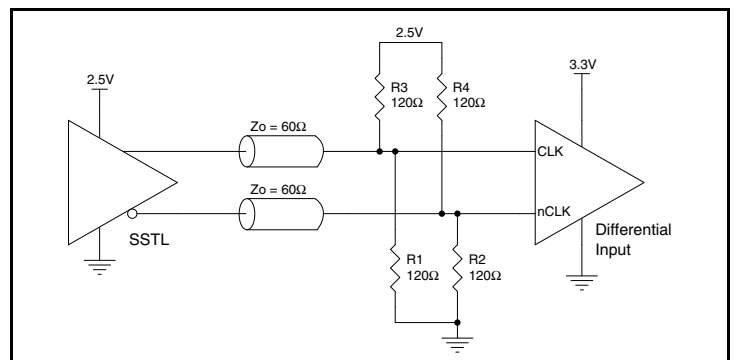 2.5V
3.3V
2.5V
R3
120Ω
R4
120Ω
Zo = 60Ω
CLK
Zo = 60Ω
nCLK
SSTL
Differential
Input
R1
120Ω
R2
120Ω